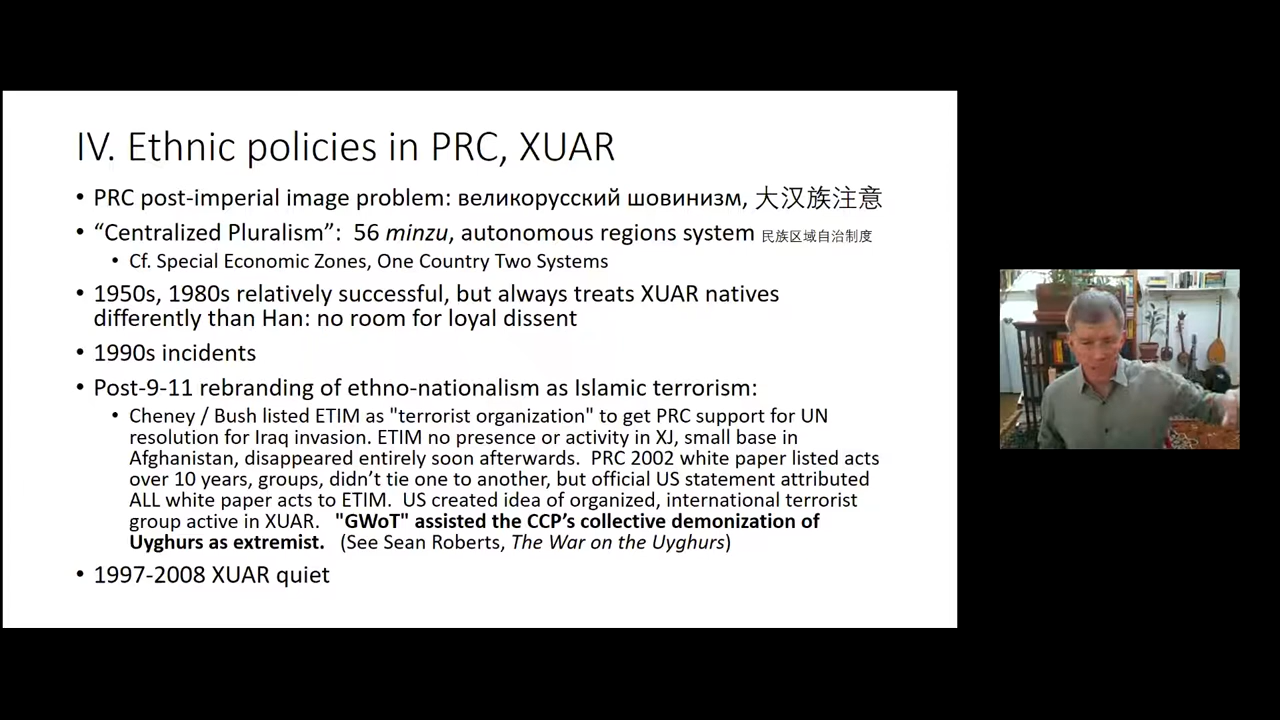 IV. Ethnic policies in PRC, XUAR
• PRC post-imperial image problem: великорусский шовинизм, 大汉族注意
• “Centralized Pluralism”:  56 minzu, autonomous regions system 民族区域自治制度
• Cf. Special Economic Zones, One Country Two Systems
• 1950s, 1980s relatively successful, but always treats XUAR natives
differently than Han: no room for loyal dissent
• 1990s incidents
• Post-9-11 rebranding of ethno-nationalism as Islamic terrorism:
• Cheney / Bush listed ETIM as "terrorist organization" to get PRC support for UN
resolution for Iraq invasion. ETIM no presence or activity in XJ, small base in
Afghanistan, disappeared entirely soon afterwards.  PRC 2002 white paper listed acts
over 10 years, groups, didn’t tie one to another, but official US statement attributed
ALL white paper acts to ETIM.  US created idea of organized, international terrorist
group active in XUAR.   "GWoT" assisted the CCP’s collective demonization of
Uyghurs as extremist.   (See Sean Roberts, The War on the Uyghurs)
• 1997-2008 XUAR quiet